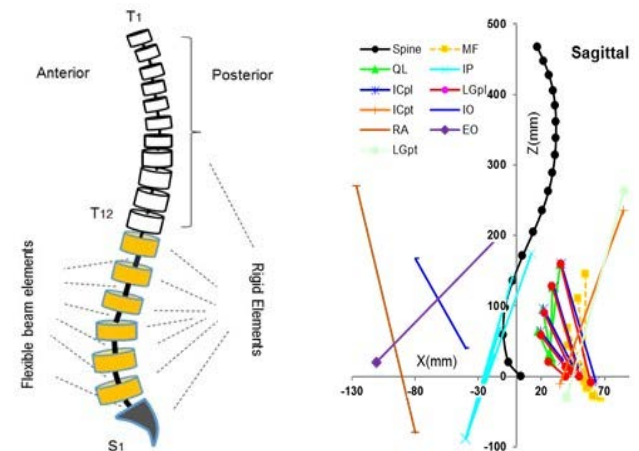 T1
Anterior
Posterior
T12
Flexible beam elements
Rigid Elements
S1
Sagittal
Spine
MF
QL
IP
ICpl
LGpl
ICpt
IO
RA
EO
LGpt
Z(mm)
X(mm)
500
400
300
200
100
0
-100
-130
-80
-30
20
70